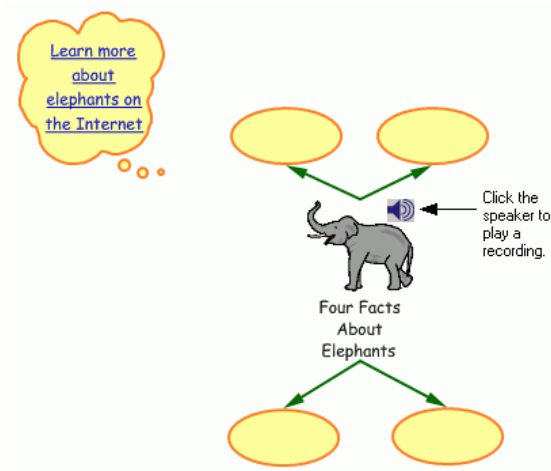 Learn more
about
elephants on
the Internet
Click the
speaker to
play a
recording.
Four Facts
About
Elephants